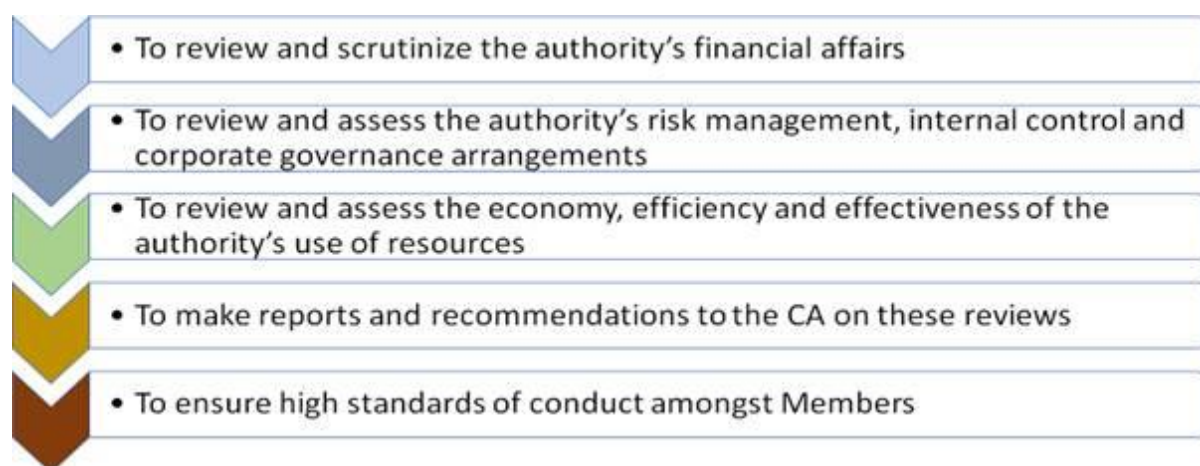 • To review and scrutinize the authority's financial affairs
• To review and assess the authority's risk management, internal control and
corporate governance arrangements
• To review and assess the economy, efficiency and effectiveness of the
authority's use of resources
• To make reports and recommendations to the CA on these reviews
• To ensure high standards of conduct amongst Members